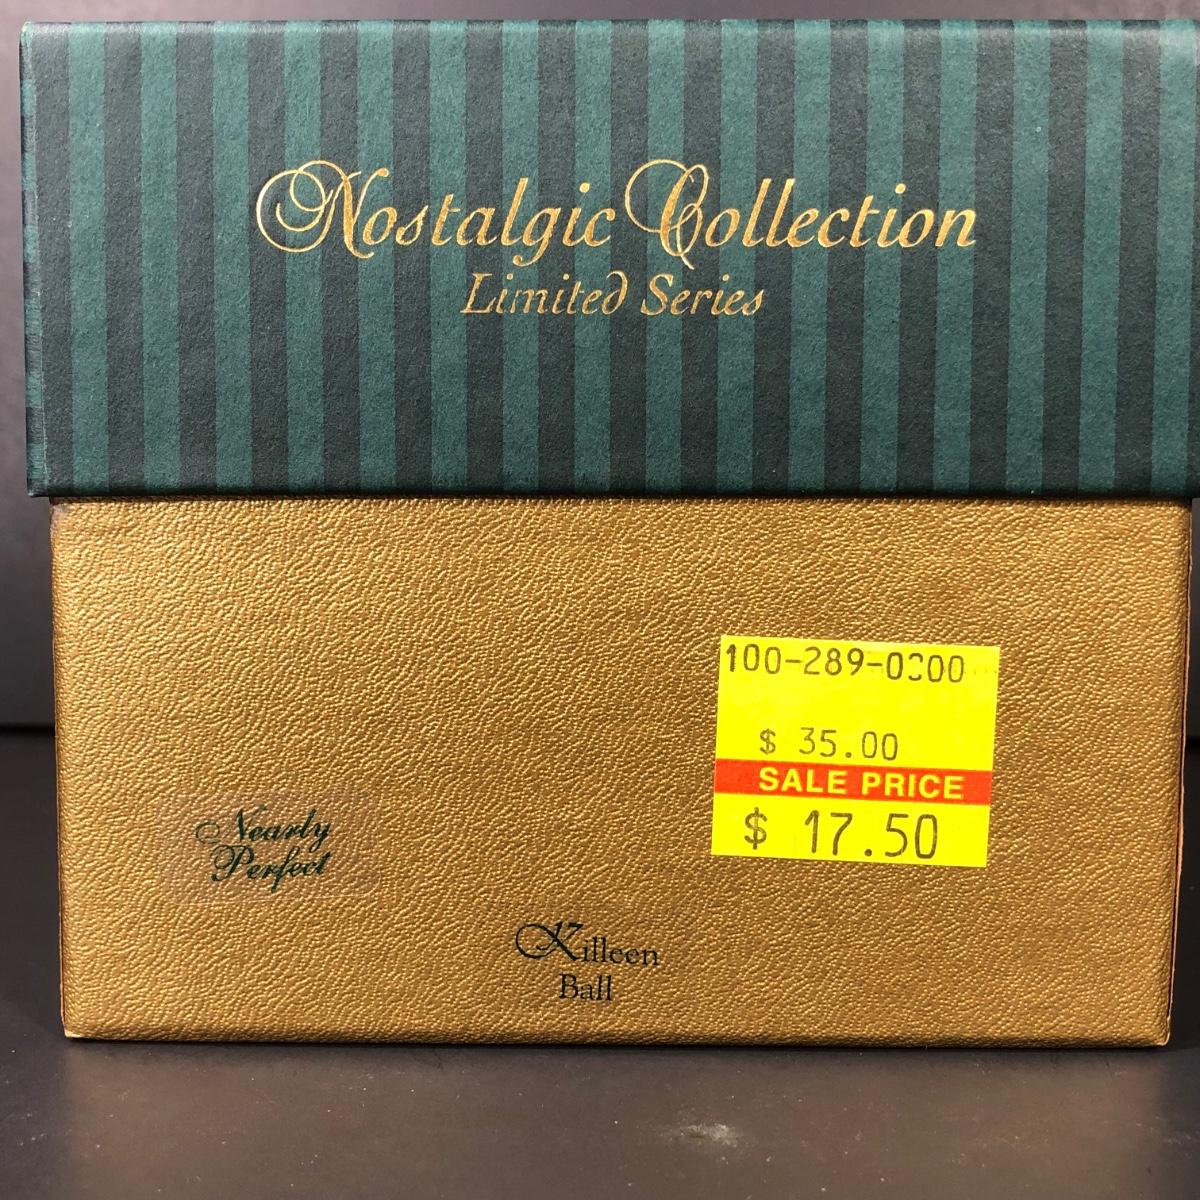 Nostalgic Collection
Limited Series
100-289-0300
$ 35.00
SALE PRICE
$ 17.50
Nearly
Perfect
Killeen
Ball